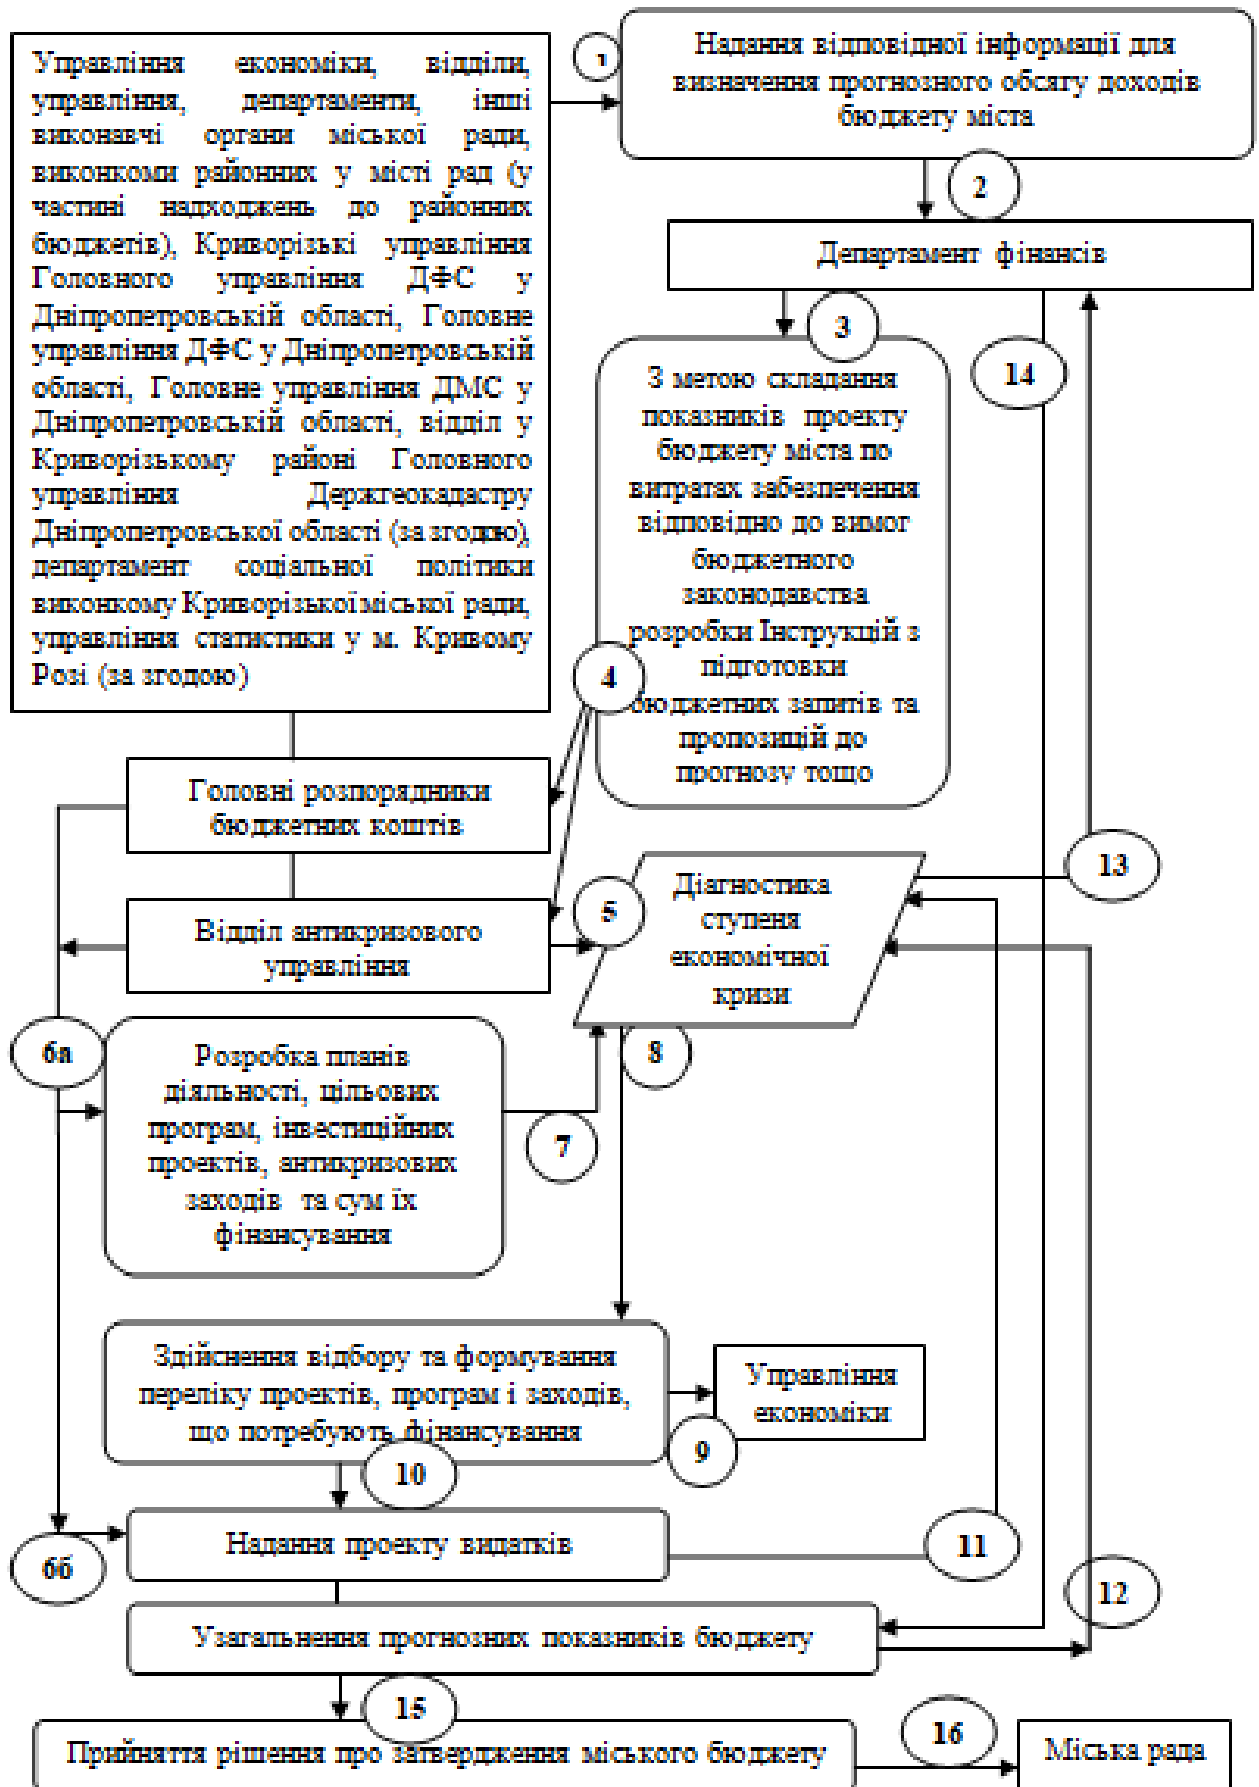 Управління економіки, відділи,
управління, департаменти, інші
виконавчі органи міської ради,
виконкоми районних у місті рад (у
частині надходжень до районних
бюджетів), Криворізькі управління
Головного управління ДФС у
Дніпропетровській області, Головне
управління ДФС у Дніпропетровській
області, Головне управління ДМС у
Дніпропетровській області, відділ у
Криворізькому районі Головного
управління Держгеокадастру
Дніпропетровської області (за згодою),
департамент соціальної політики
виконкому Криворізької міської ради,
управління статистики у м. Кривому
Розі (за згодою)
1
Надання відповідної інформації для
визначення прогнозного обсягу доходів
бюджету міста
2
Департамент фінансів
3
14
З метою складання
показників проекту
бюджету міста по
витратах забезпечення
відповідно до вимог
бюджетного
законодавства
розробки Інструкцій з
підготовки
бюджетних запитів та
пропозицій до
прогнозу тощо
4
Головні розпорядники
бюджетних коштів
13
Відділ антикризового
управління
5
Діагностика
ступеня
економічної
кризи
6а
8
Розробка планів
діяльності, цільових
програм, інвестиційних
проектів, антикризових
заходів та сум їх
фінансування
7
Здійснення відбору та формування
переліку проектів, програм і заходів,
що потребують фінансування
Управління
економіки
9
10
Надання проекту видатків
11
6б
12
Узагальнення прогнозних показників бюджету
15
Прийняття рішення про затвердження міського бюджету
16
Міська рада